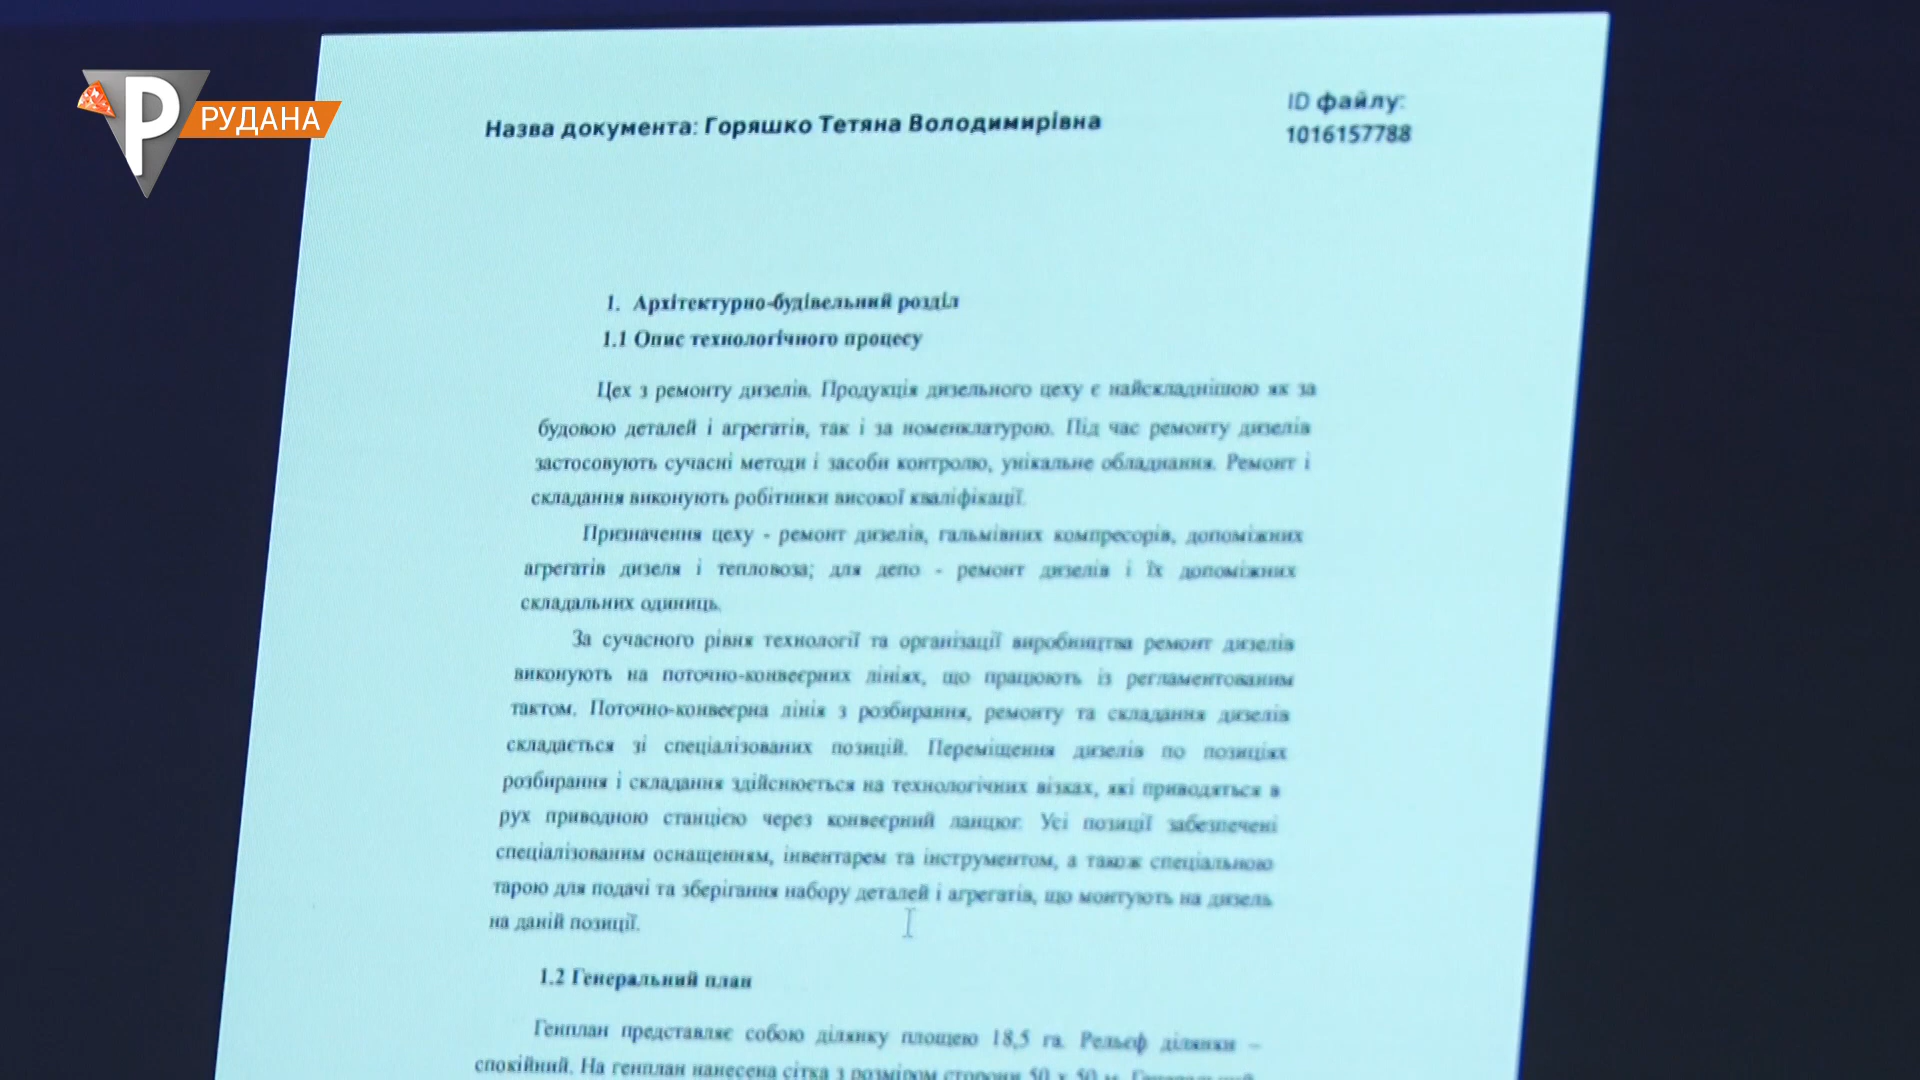 Р РУДАНА
Назва документа: Горяшко Тетяна Володимирівна
ID файлу:
1016157788
1. Архітектурно-будівельний розділ
1.1 Опис технологічного процесу
Цех з ремонту дизелів. Продукція дизельного цеху є найскладнішою як за
будовою деталей і агрегатів, так і за номенклатурою. Під час ремонту дизелів
застосовують сучасні методи і засоби контролю, унікальне обладнання. Ремонт і
складання виконують робітники високої кваліфікації.
Призначення цеху - ремонт дизелів, гальмівних компресорів, допоміжних
агрегатів дизеля і тепловоза; для депо - ремонт дизелів і їх допоміжних
складальних одиниць.
За сучасного рівня технології та організації виробництва ремонт дизелів
виконують на поточно-конвеєрних лініях, що працюють із регламентованим
тактом. Поточно-конвеєрна лінія з розбирання, ремонту та складання дизелів
складається зі спеціалізованих позицій. Переміщення дизелів по позиціях
розбирання і складання здійснюється на технологічних візках, які приводяться в
рух приводною станцією через конвеєрний ланцюг. Усі позиції забезпечені
спеціалізованим оснащенням, інвентарем та інструментом, а також спеціальною
тарою для подачі та зберігання набору деталей і агрегатів, що монтують на дизель
на даній позиції.
1.2 Генеральний план
Генплан представляє собою ділянку площею 18,5 га. Рельєф ділянки –
спокійний. На генплан нанесена сітка з розміром сторони 50 х 50 м. Генеральний